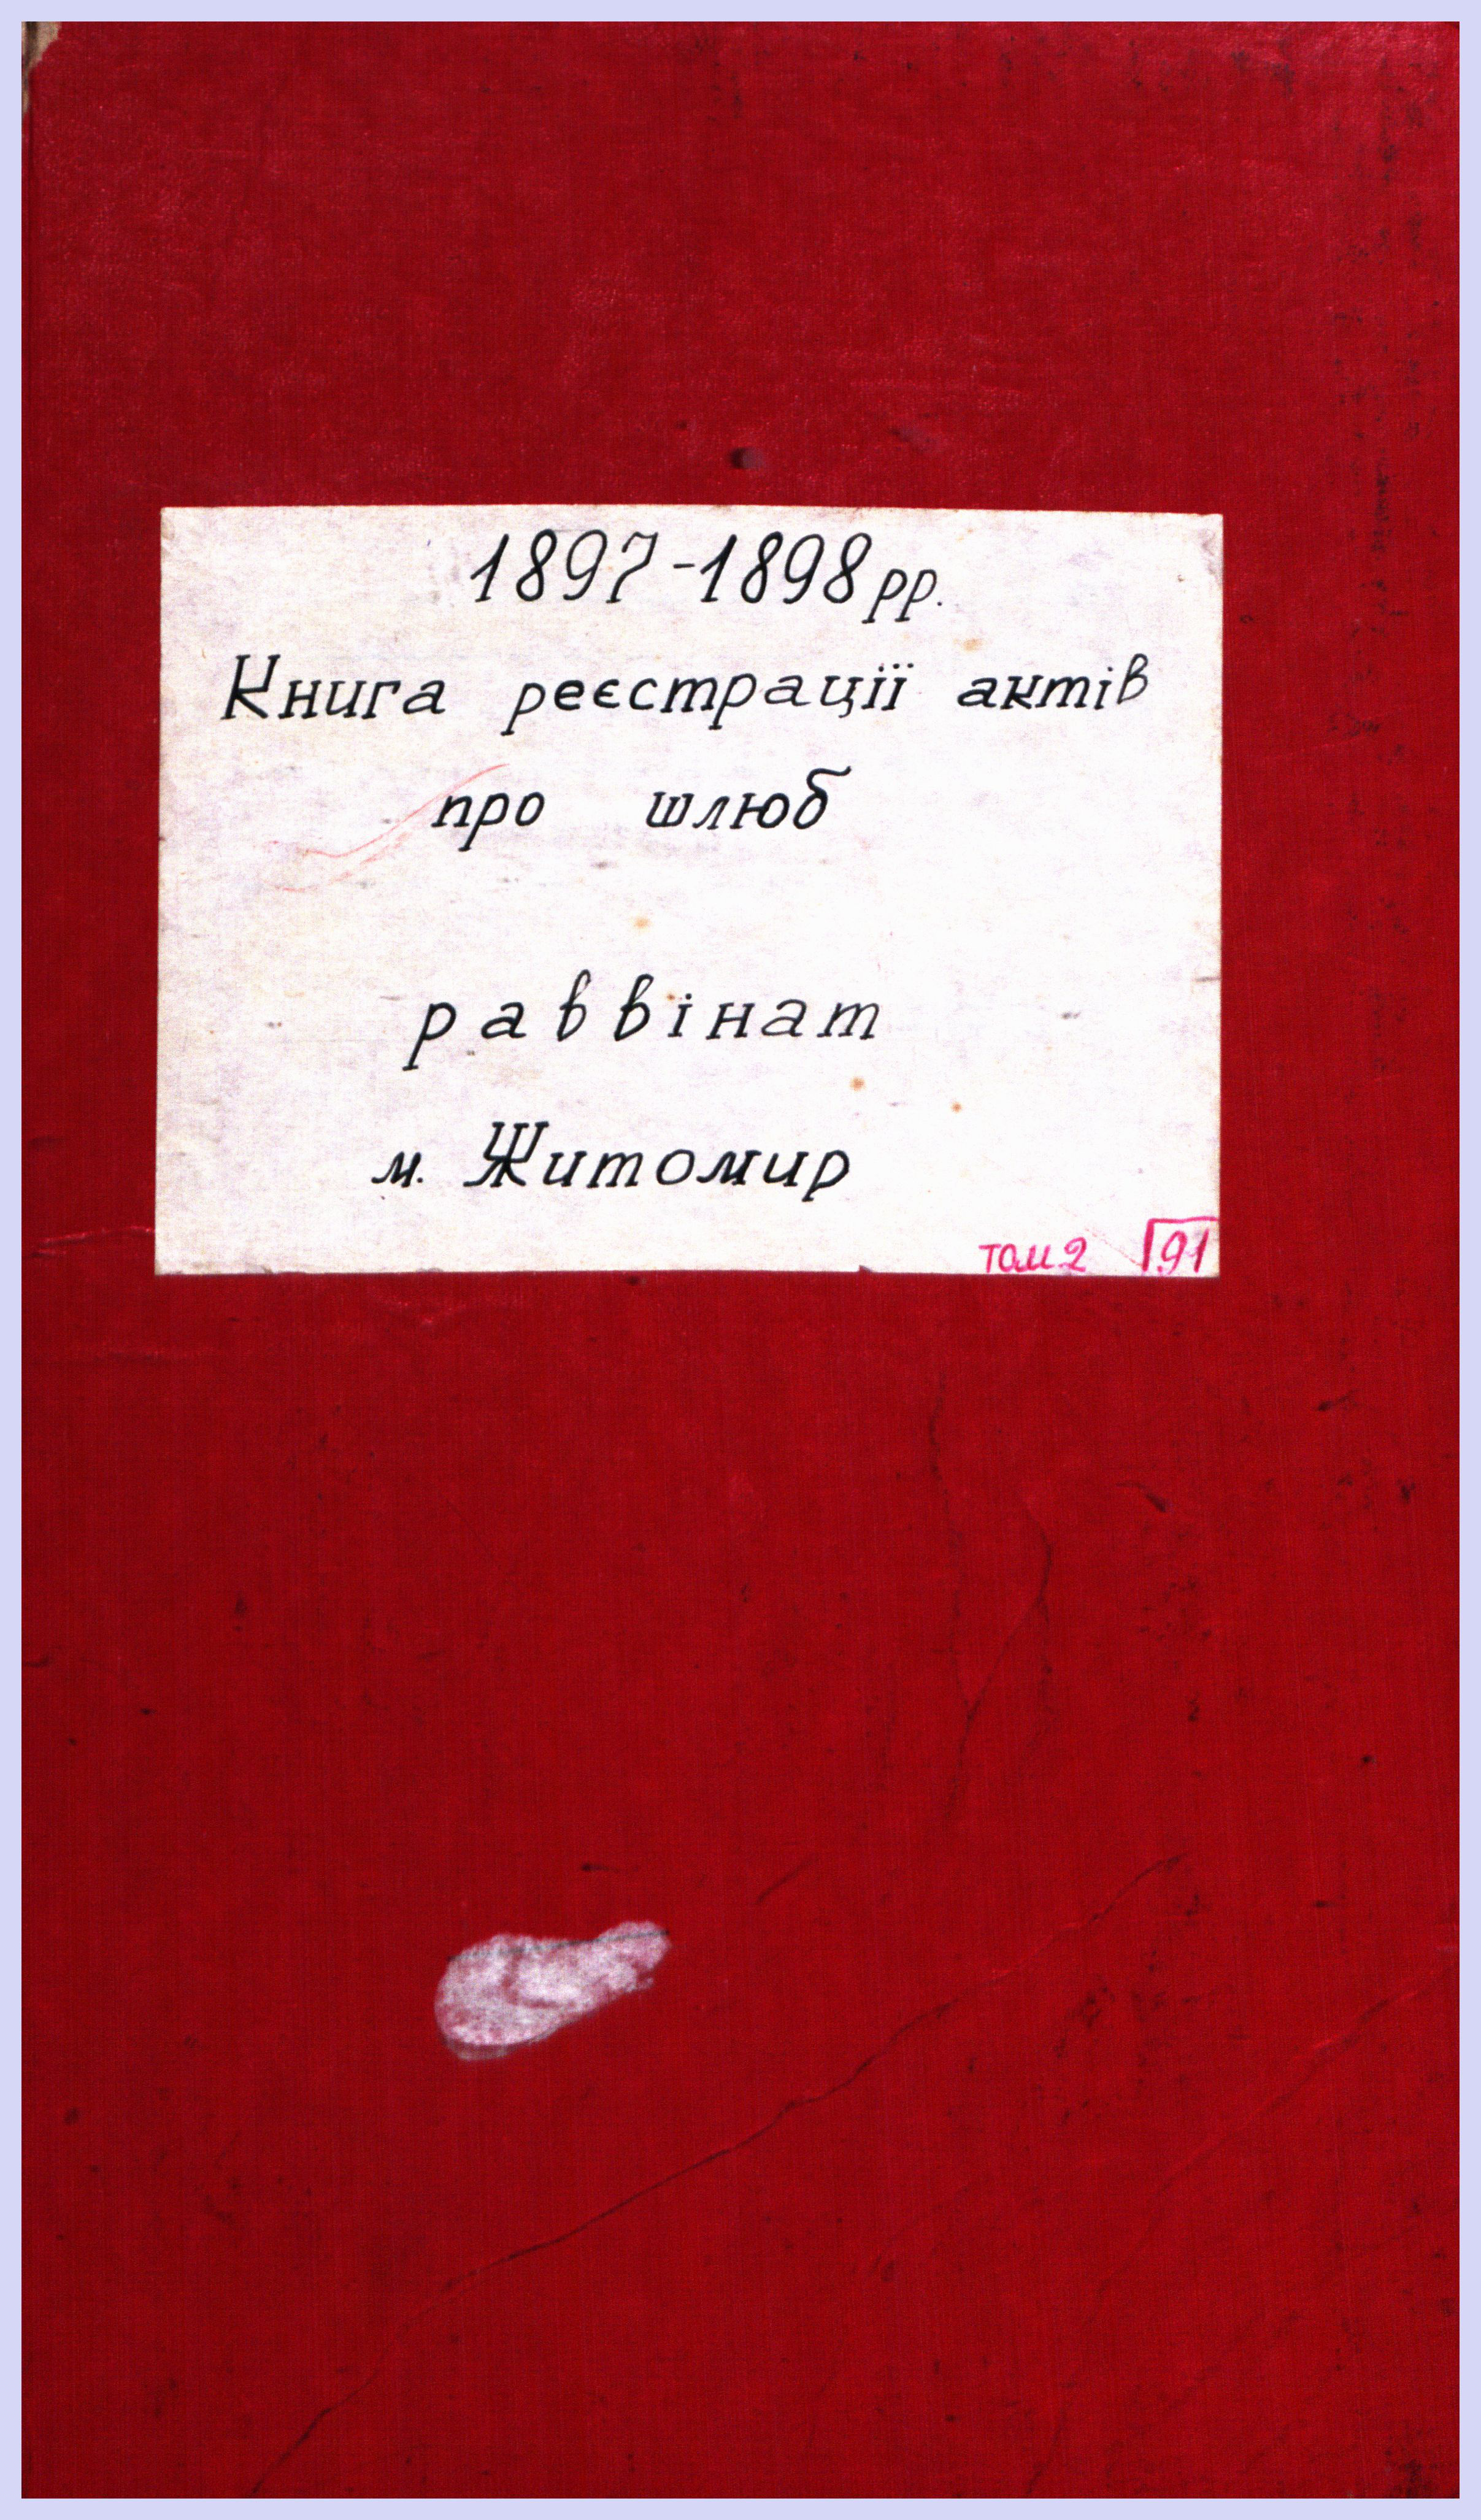 1897-1898 рр.
Книга реєстрації актів
про шлюб
раввінат
м. Житомир
том 2 91